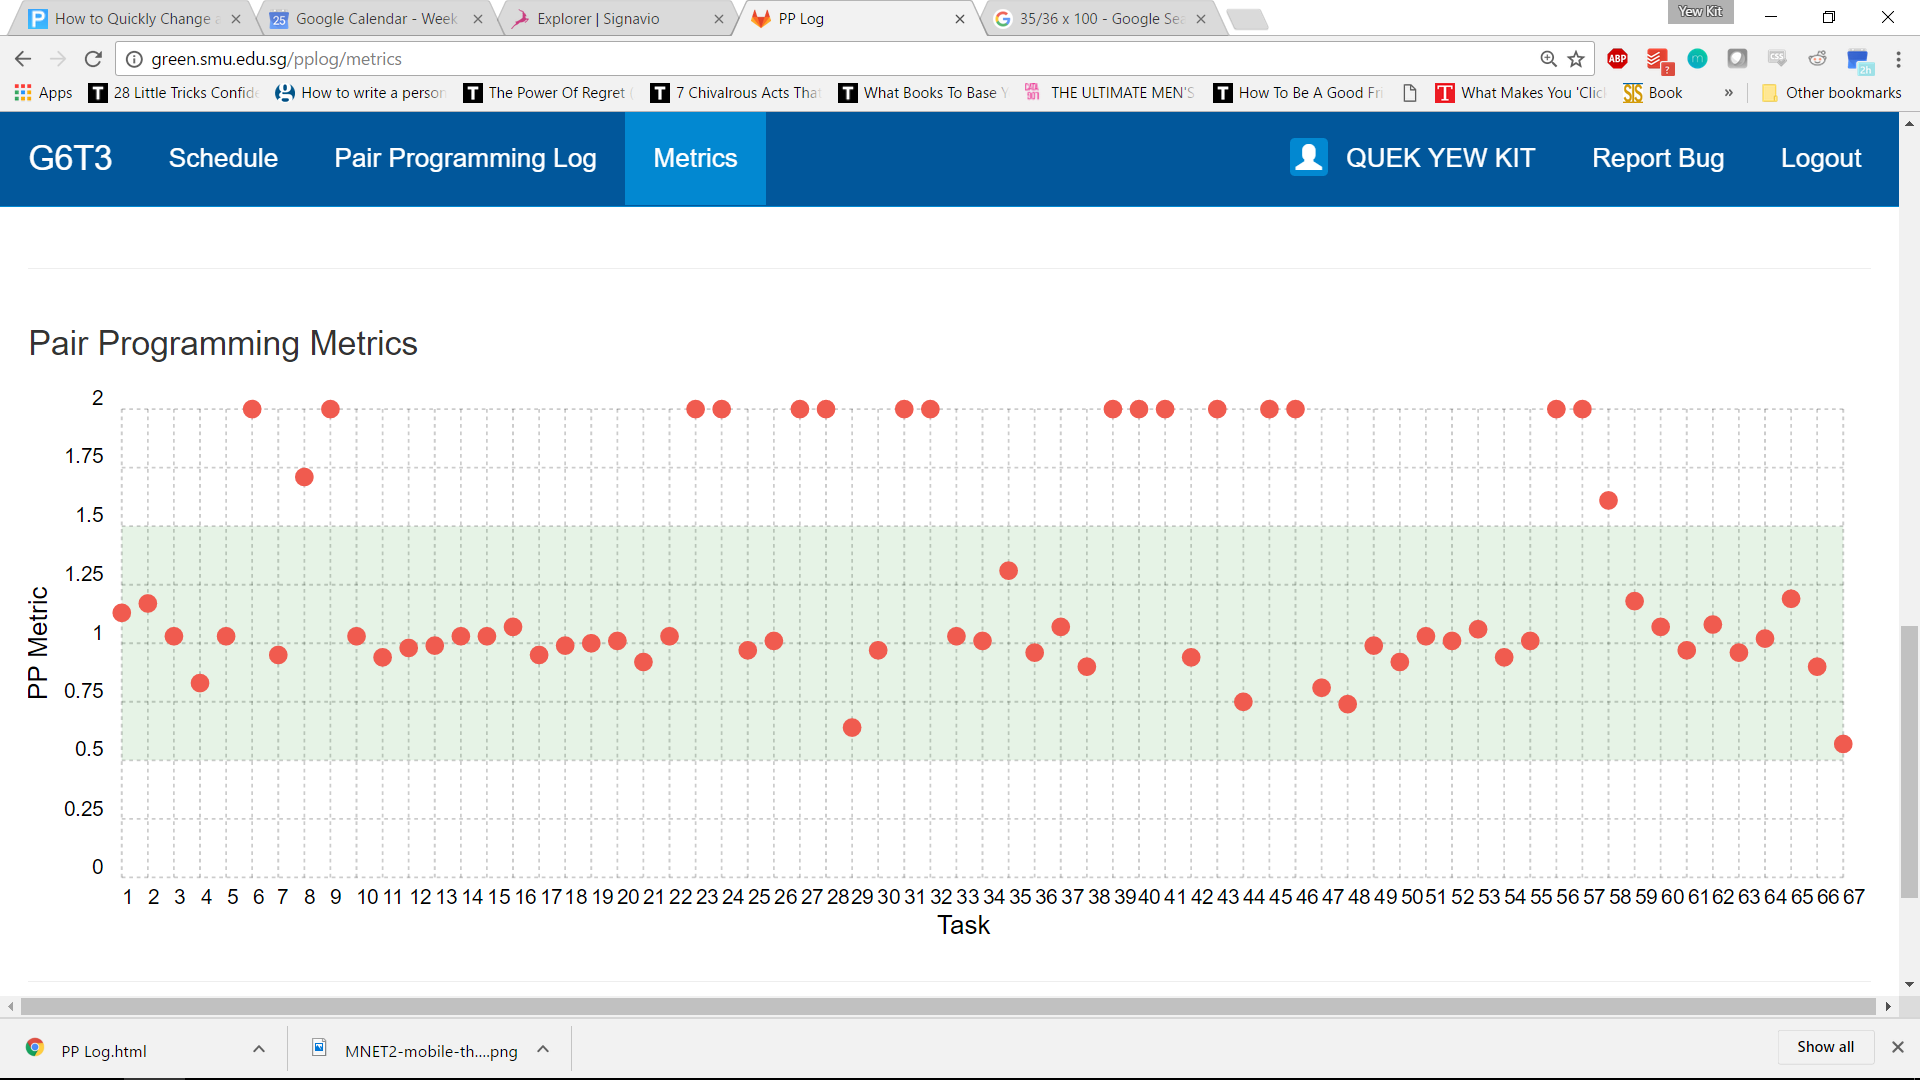 How to Quickly Change a
Google Calendar - Week
Explorer | Signavio
PP Log
35/36 x 100 - Google Sea
Yew Kit
green.smu.edu.sg/pplog/metrics
Apps
28 Little Tricks Confide
How to write a person
The Power Of Regret (
7 Chivalrous Acts That
What Books To Base Y
THE ULTIMATE MEN'S
How To Be A Good Fri
What Makes You 'Clic
Book
»
Other bookmarks
G6T3
Schedule
Pair Programming Log
Metrics
QUEK YEW KIT
Report Bug
Logout
Pair Programming Metrics
2
1.75
1.5
1.25
1
0.75
0.5
0.25
0
PP Metric
1 2 3 4 5 6 7 8 9 10 11 12 13 14 15 16 17 18 19 20 21 22 23 24 25 26 27 28 29 30 31 32 33 34 35 36 37 38 39 40 41 42 43 44 45 46 47 48 49 50 51 52 53 54 55 56 57 58 59 60 61 62 63 64 65 66 67
Task
PP Log.html
MNET2-mobile-th....png
Show all